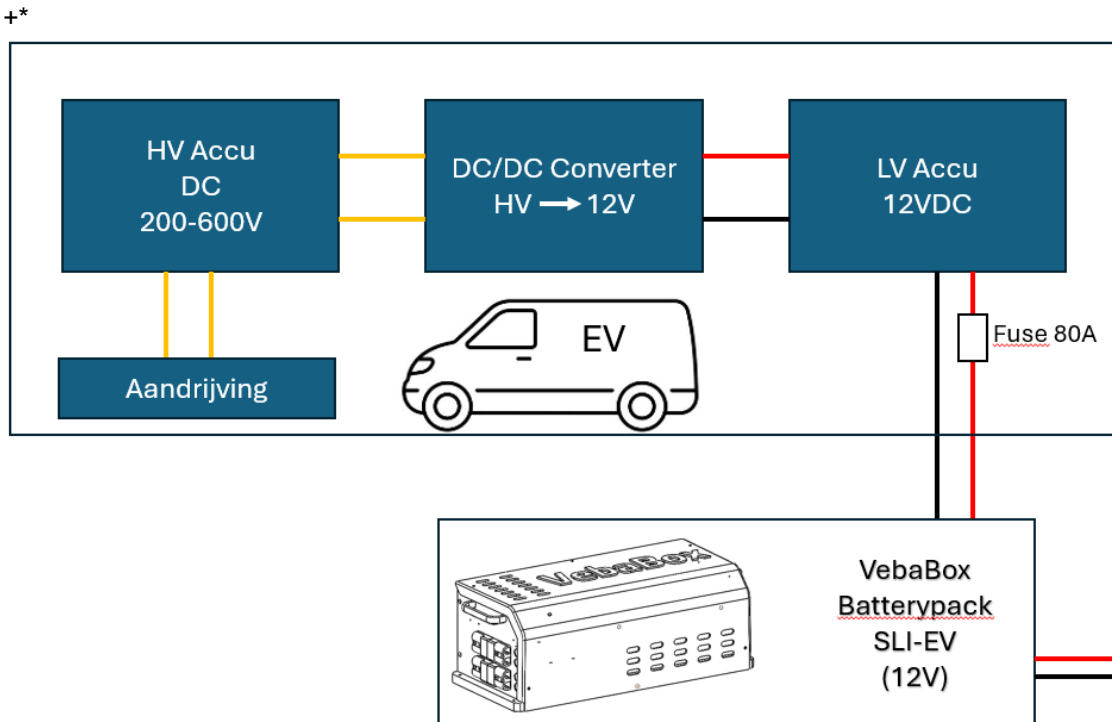 +*
HV Accu
DC
200-600V
DC/DC Converter
HV → 12V
LV Accu
12VDC
EV
Fuse 80A
Aandrijving
VebaBox
VebaBox
Batterypack
SLI-EV
(12V)